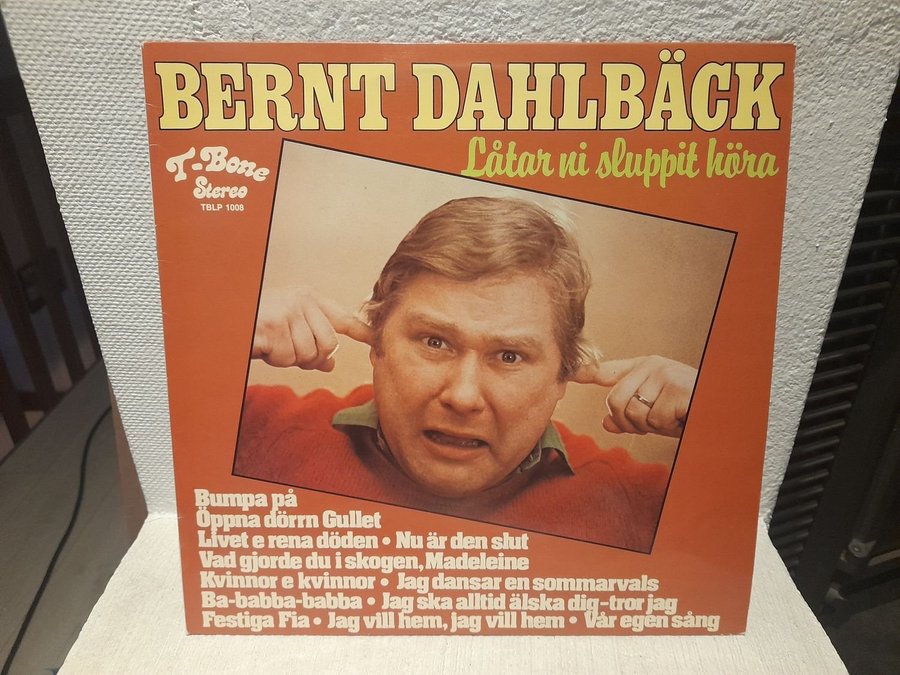 BERNT DAHLBÄCK
Låtar ni sluppit höra
T-Bone
Stereo
TBLP 1008
Bumpa på
Öppna dörrn Gullet
Livet e rena döden • Nu är den slut
Vad gjorde du i skogen, Madeleine
Kvinnor e kvinnor • Jag dansar en sommarvals
Ba-babba-babba • Jag ska alltid älska dig-tror jag
Festiga Fia • Jag vill hem, jag vill hem • Vår egen sång